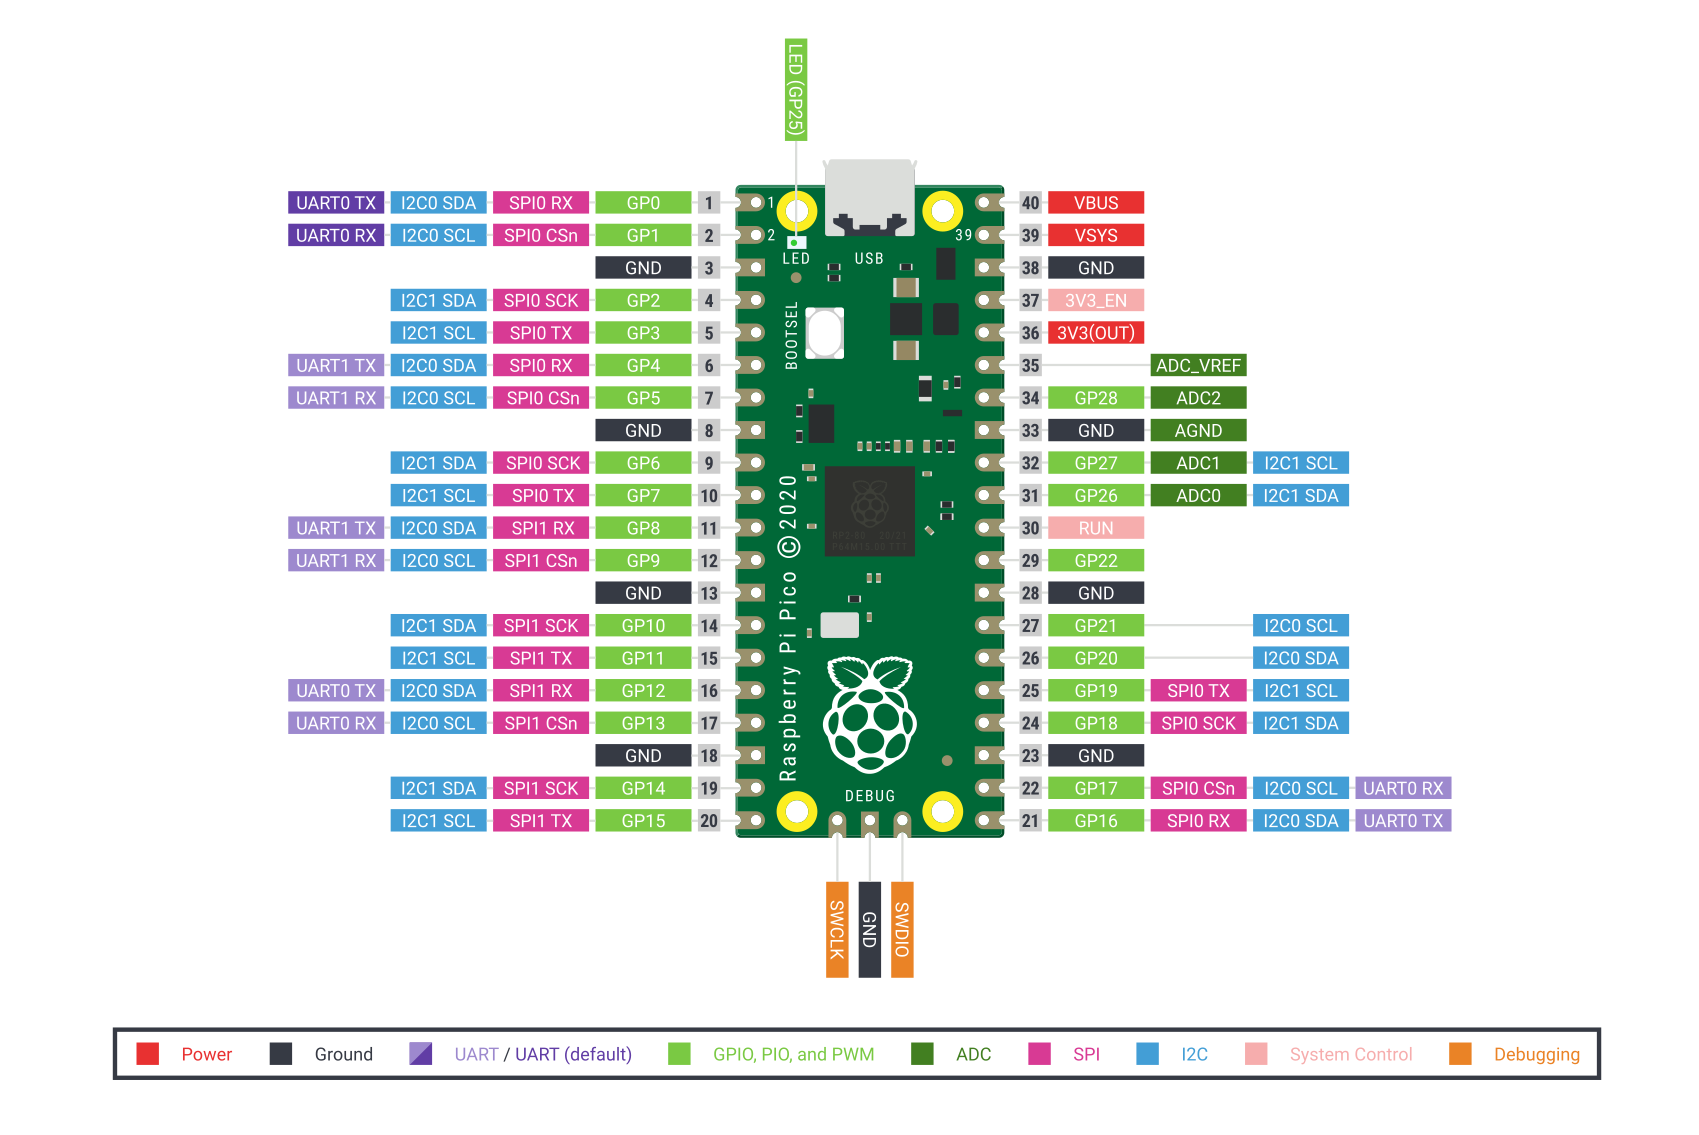 LED (GP25)
UART0 TX I2C0 SDA SPI0 RX GP0 1 1 40 VBUS
UART0 RX I2C0 SCL SPI0 CSn GP1 2 2 39 39 VSYS
GND 3 LED USB 38 GND
I2C1 SDA SPI0 SCK GP2 4 37 3V3_EN
I2C1 SCL SPI0 TX GP3 5 36 3V3(OUT)
BOOTSEL
UART1 TX I2C0 SDA SPI0 RX GP4 6 35 ADC_VREF
UART1 RX I2C0 SCL SPI0 CSn GP5 7 34 GP28 ADC2
GND 8 33 GND AGND
I2C1 SDA SPI0 SCK GP6 9 32 GP27 ADC1 I2C1 SCL
I2C1 SCL SPI0 TX GP7 10 31 GP26 ADC0 I2C1 SDA
UART1 TX I2C0 SDA SPI1 RX GP8 11 30 RUN
UART1 RX I2C0 SCL SPI1 CSn GP9 12 29 GP22
GND 13 28 GND
Raspberry Pi Pico ©2020
I2C1 SDA SPI1 SCK GP10 14 27 GP21 I2C0 SCL
I2C1 SCL SPI1 TX GP11 15 26 GP20 I2C0 SDA
UART0 TX I2C0 SDA SPI1 RX GP12 16 25 GP19 SPI0 TX I2C1 SCL
UART0 RX I2C0 SCL SPI1 CSn GP13 17 24 GP18 SPI0 SCK I2C1 SDA
GND 18 23 GND
I2C1 SDA SPI1 SCK GP14 19 DEBUG 22 GP17 SPI0 CSn I2C0 SCL UART0 RX
I2C1 SCL SPI1 TX GP15 20 21 GP16 SPI0 RX I2C0 SDA UART0 TX
SWCLK GND SWDIO
Power Ground UART / UART (default) GPIO, PIO, and PWM ADC SPI I2C System Control Debugging